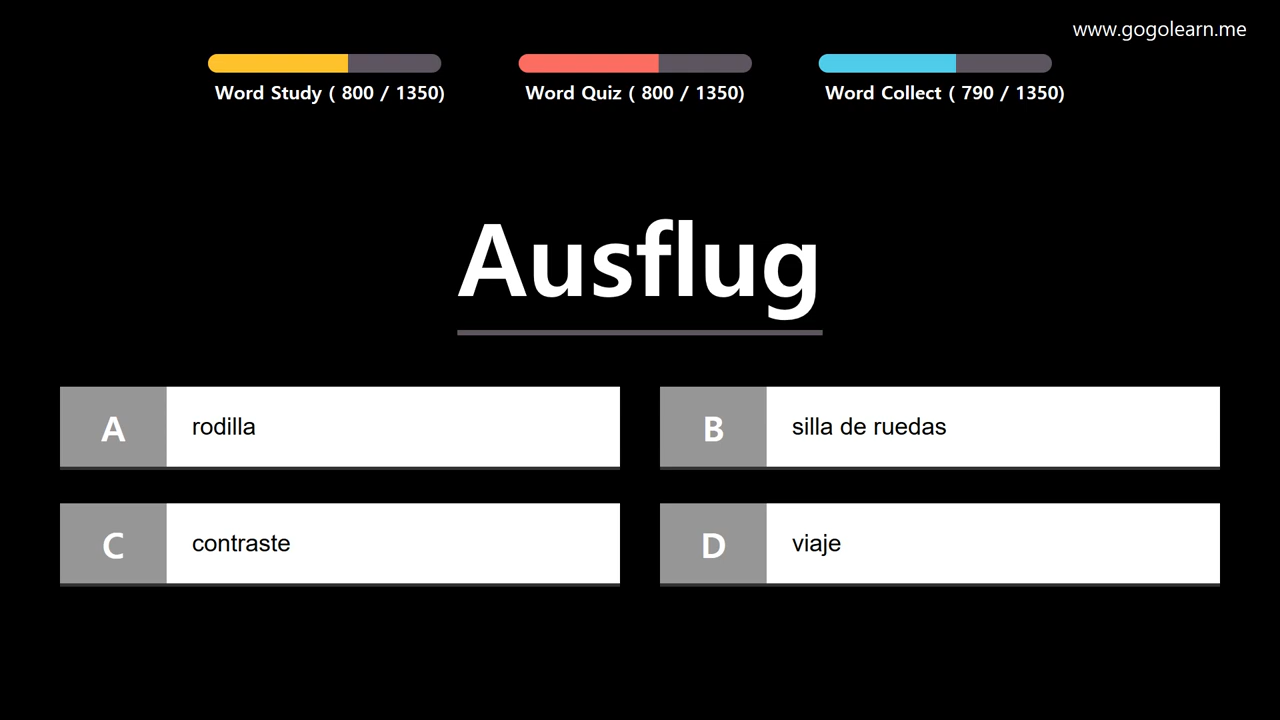 www.gogolearn.me
Word Study ( 800 / 1350)
Word Quiz ( 800 / 1350)
Word Collect ( 790 / 1350)
Ausflug
A rodilla
B silla de ruedas
C contraste
D viaje